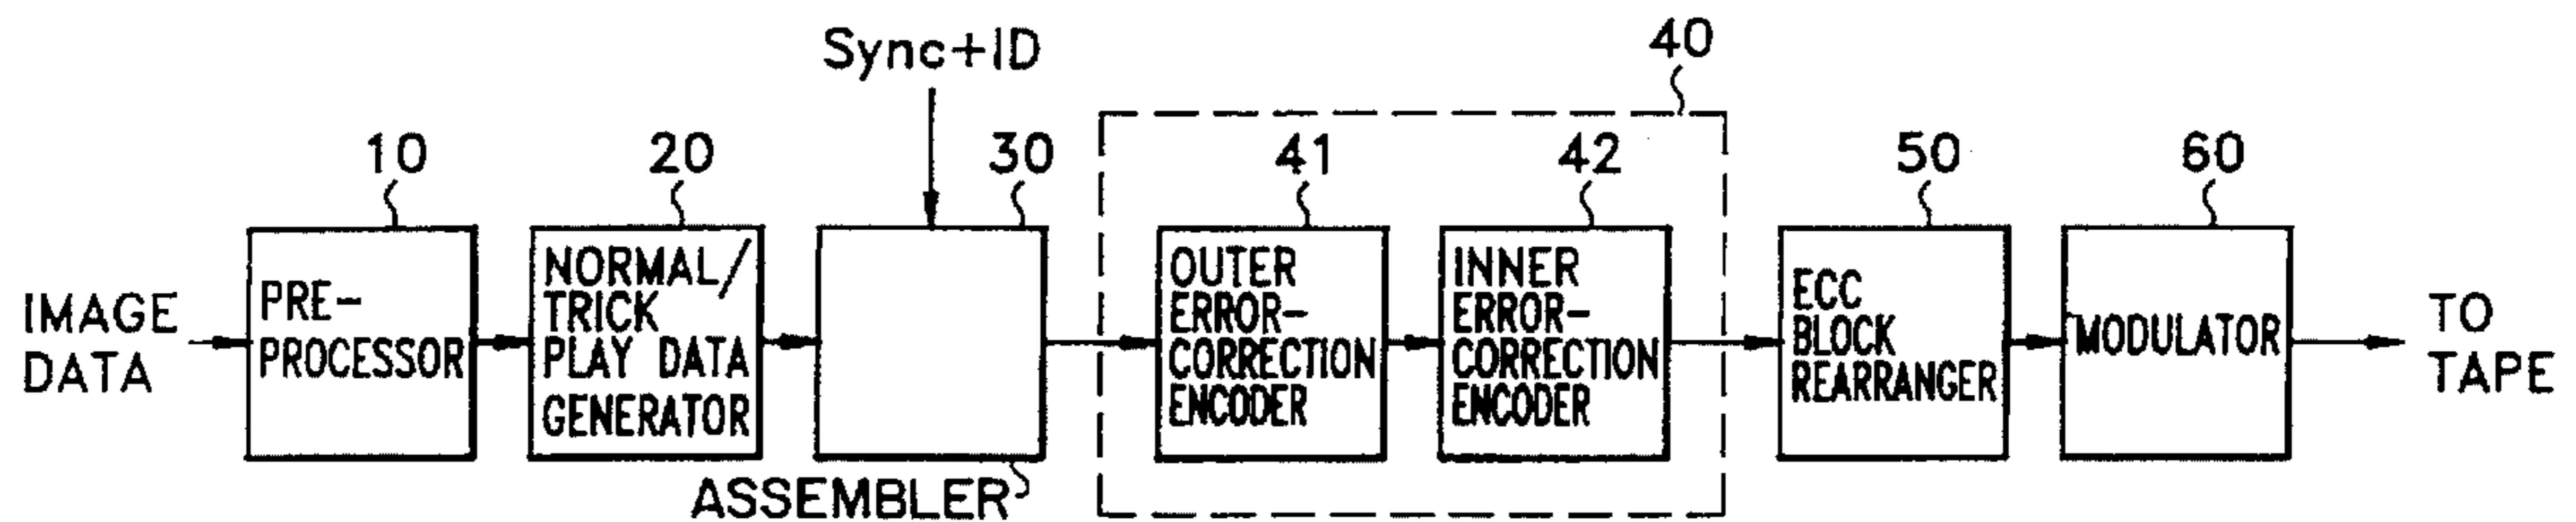 Sync+ID
40
10
20
30
41
42
50
60
IMAGE
DATA
PRE-
PROCESSOR
NORMAL/
TRICK
PLAY DATA
GENERATOR
ASSEMBLER
OUTER
ERROR-
CORRECTION
ENCODER
INNER
ERROR-
CORRECTION
ENCODER
ECC
BLOCK
REARRANGER
MODULATOR
TO
TAPE